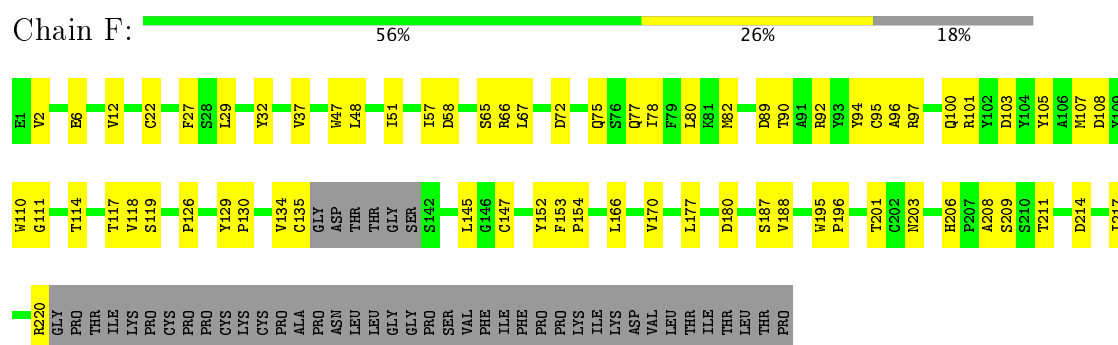 Chain F:
56% 26% 18%
E1 V2 E6 V12 C22 F27 S28 L29 Y32 V37 W47 L48 I51 I57 D58 S65 R66 L67 D72 Q75 S76 Q77 I78 F79 L80 K81 M82 D89 T90 A91 R92 Y93 Y94 C95 A96 R97 Q100 R101 Y102 D103 Y104 Y105 A106 M107 D108 Y109
W110 G111 T114 T117 V118 S119 P126 Y129 P130 V134 C135 GLY ASP THR THR GLY SER S142 L145 G146 C147 Y152 F153 P154 L166 V170 L177 D180 S187 V188 W195 P196 T201 C202 N203 H206 P207 A208 S209 S210 T211 D214
R220 GLY PRO THR ILE LYS PRO CYS PRO PRO CYS LYS CYS PRO ALA PRO ASN LEU LEU GLY GLY PRO SER VAL PHE ILE PHE PRO PRO LYS ILE LYS ASP VAL LEU THR ILE THR LEU THR PRO